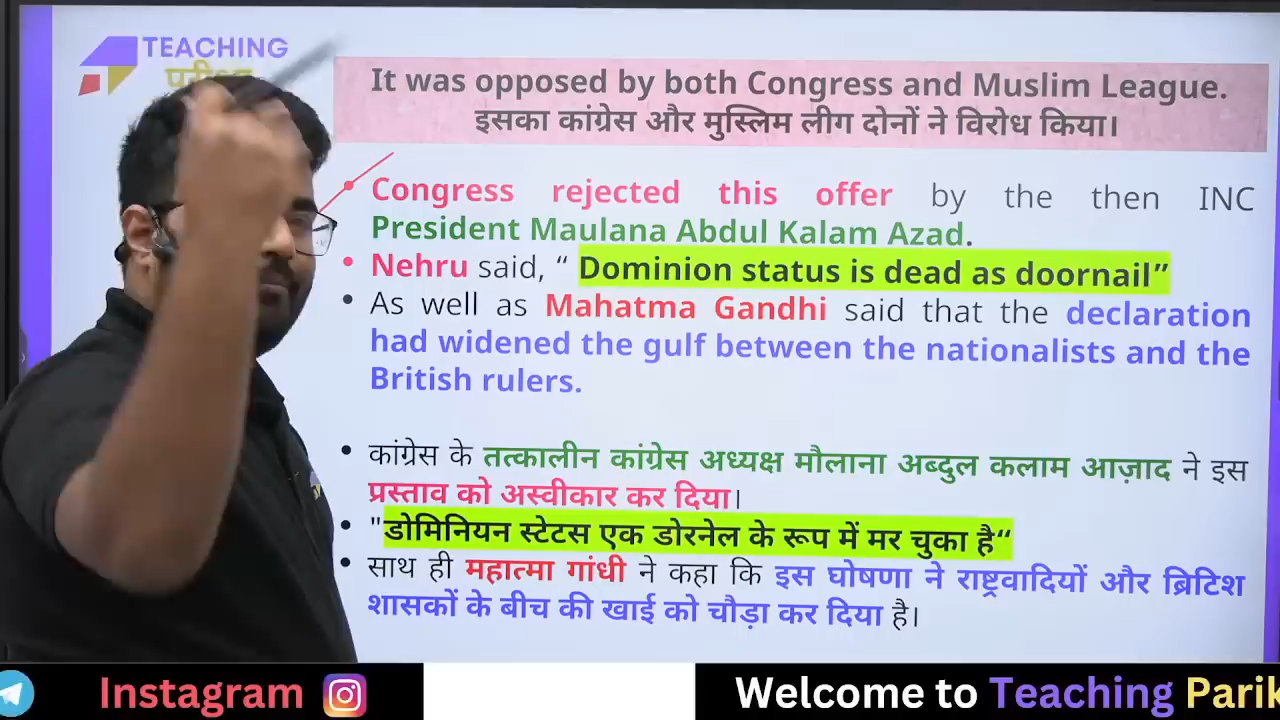 TEACHING
परीक्षा
It was opposed by both Congress and Muslim League.
इसका कांग्रेस और मुस्लिम लीग दोनों ने विरोध किया।
• Congress rejected this offer by the then INC
President Maulana Abdul Kalam Azad.
• Nehru said, “ Dominion status is dead as doornail”
• As well as Mahatma Gandhi said that the declaration
had widened the gulf between the nationalists and the
British rulers.
• कांग्रेस के तत्कालीन कांग्रेस अध्यक्ष मौलाना अब्दुल कलाम आज़ाद ने इस
प्रस्ताव को अस्वीकार कर दिया।
• "डोमिनियन स्टेटस एक डोरनेल के रूप में मर चुका है“
• साथ ही महात्मा गांधी ने कहा कि इस घोषणा ने राष्ट्रवादियों और ब्रिटिश
शासकों के बीच की खाई को चौड़ा कर दिया है।
Instagram
Welcome to Teaching Parik